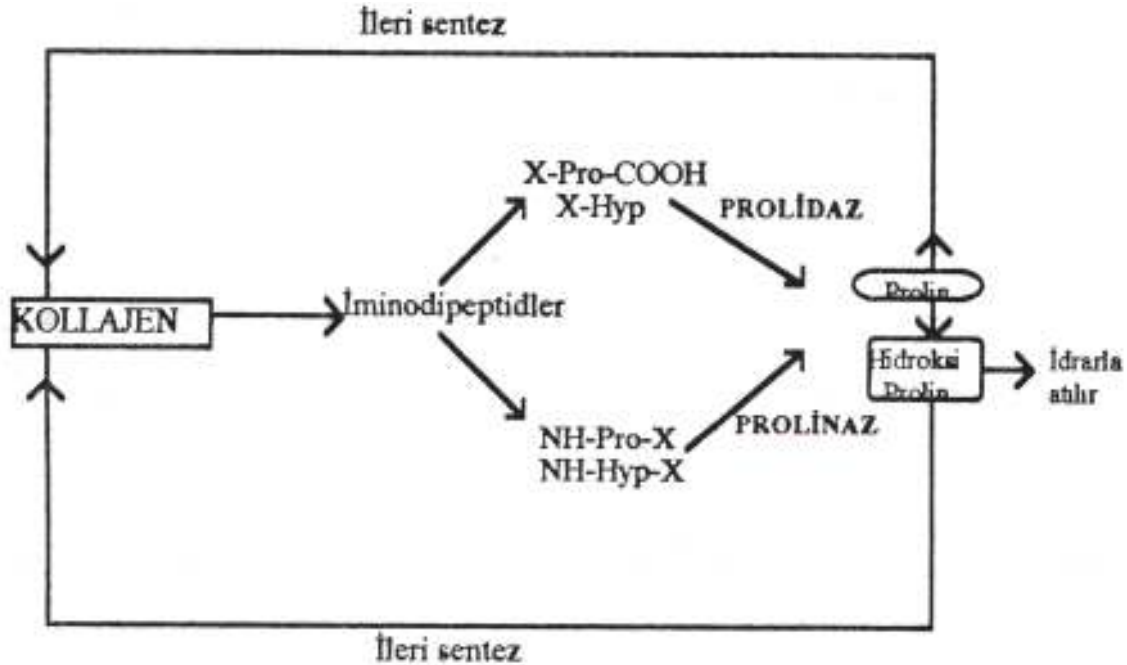 İleri sentez
X-Pro-COOH
X-Hyp
PROLİDAZ
Prolin
KOLLAJEN
İminodipeptidler
Hidroksi
Prolin
İdrarla
atılır
PROLİNAZ
NH-Pro-X
NH-Hyp-X
İleri sentez